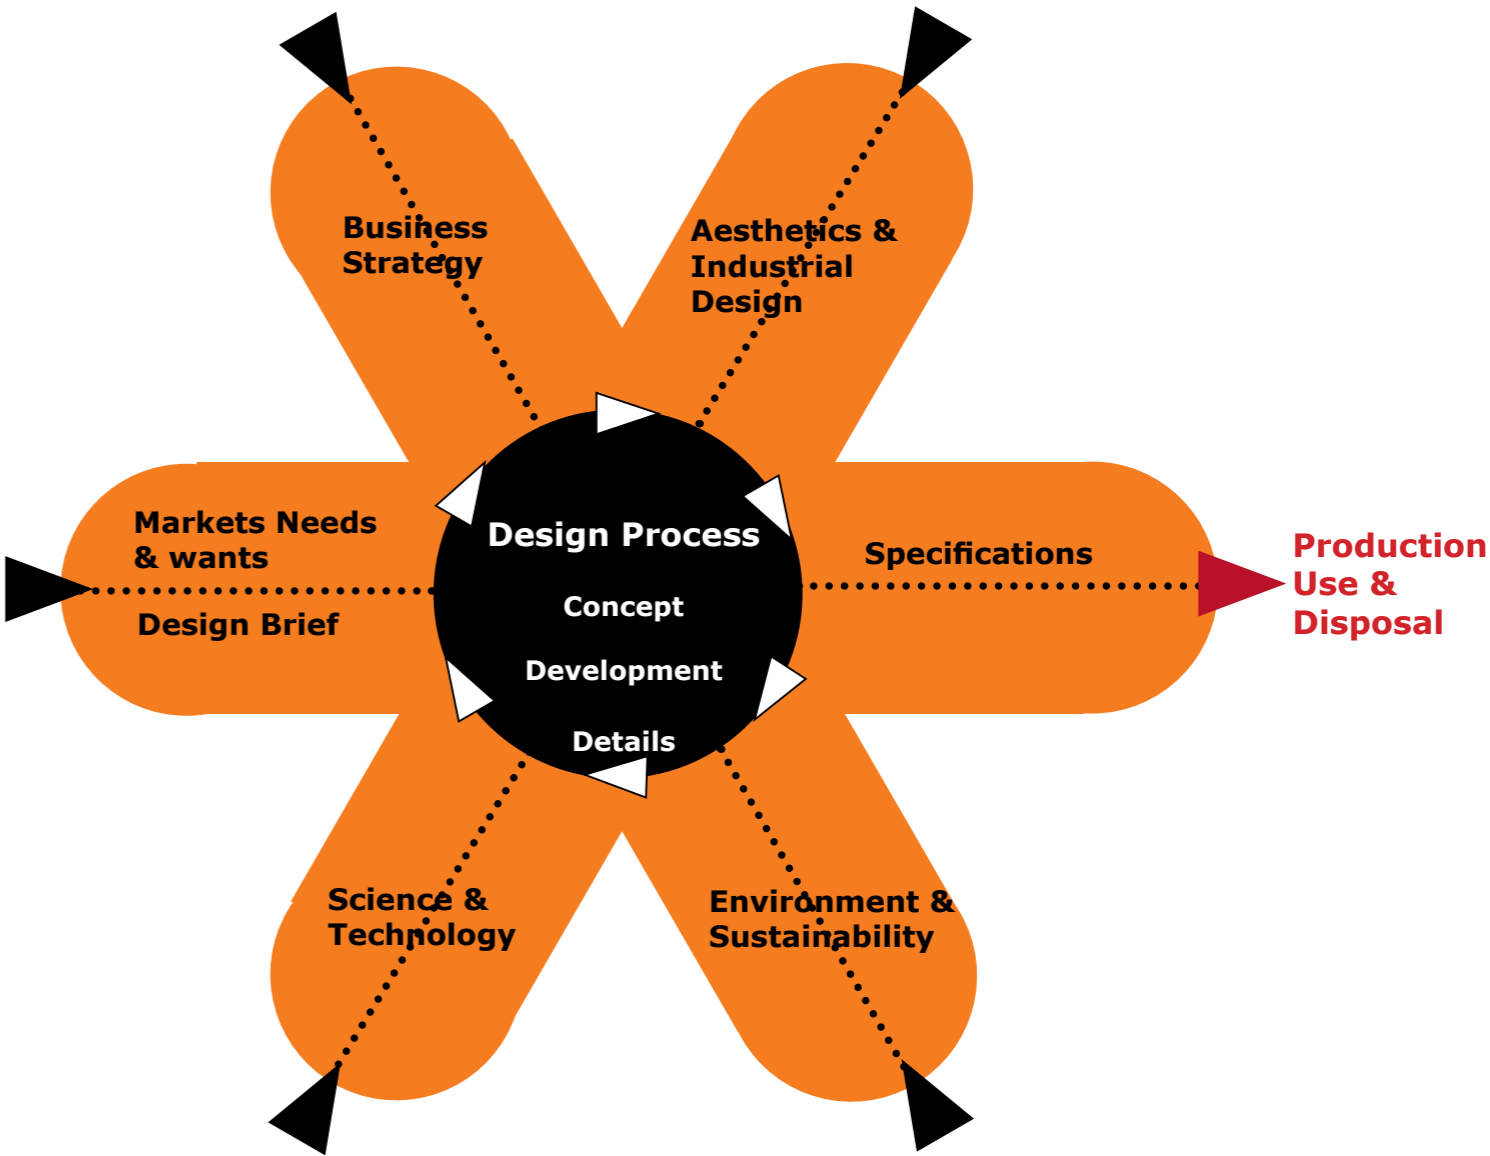 Business
Strategy
Aesthetics &
Industrial
Design
Markets Needs
& wants
Design Brief
Design Process
Concept
Development
Details
Specifications
Production
Use &
Disposal
Science &
Technology
Environment &
Sustainability